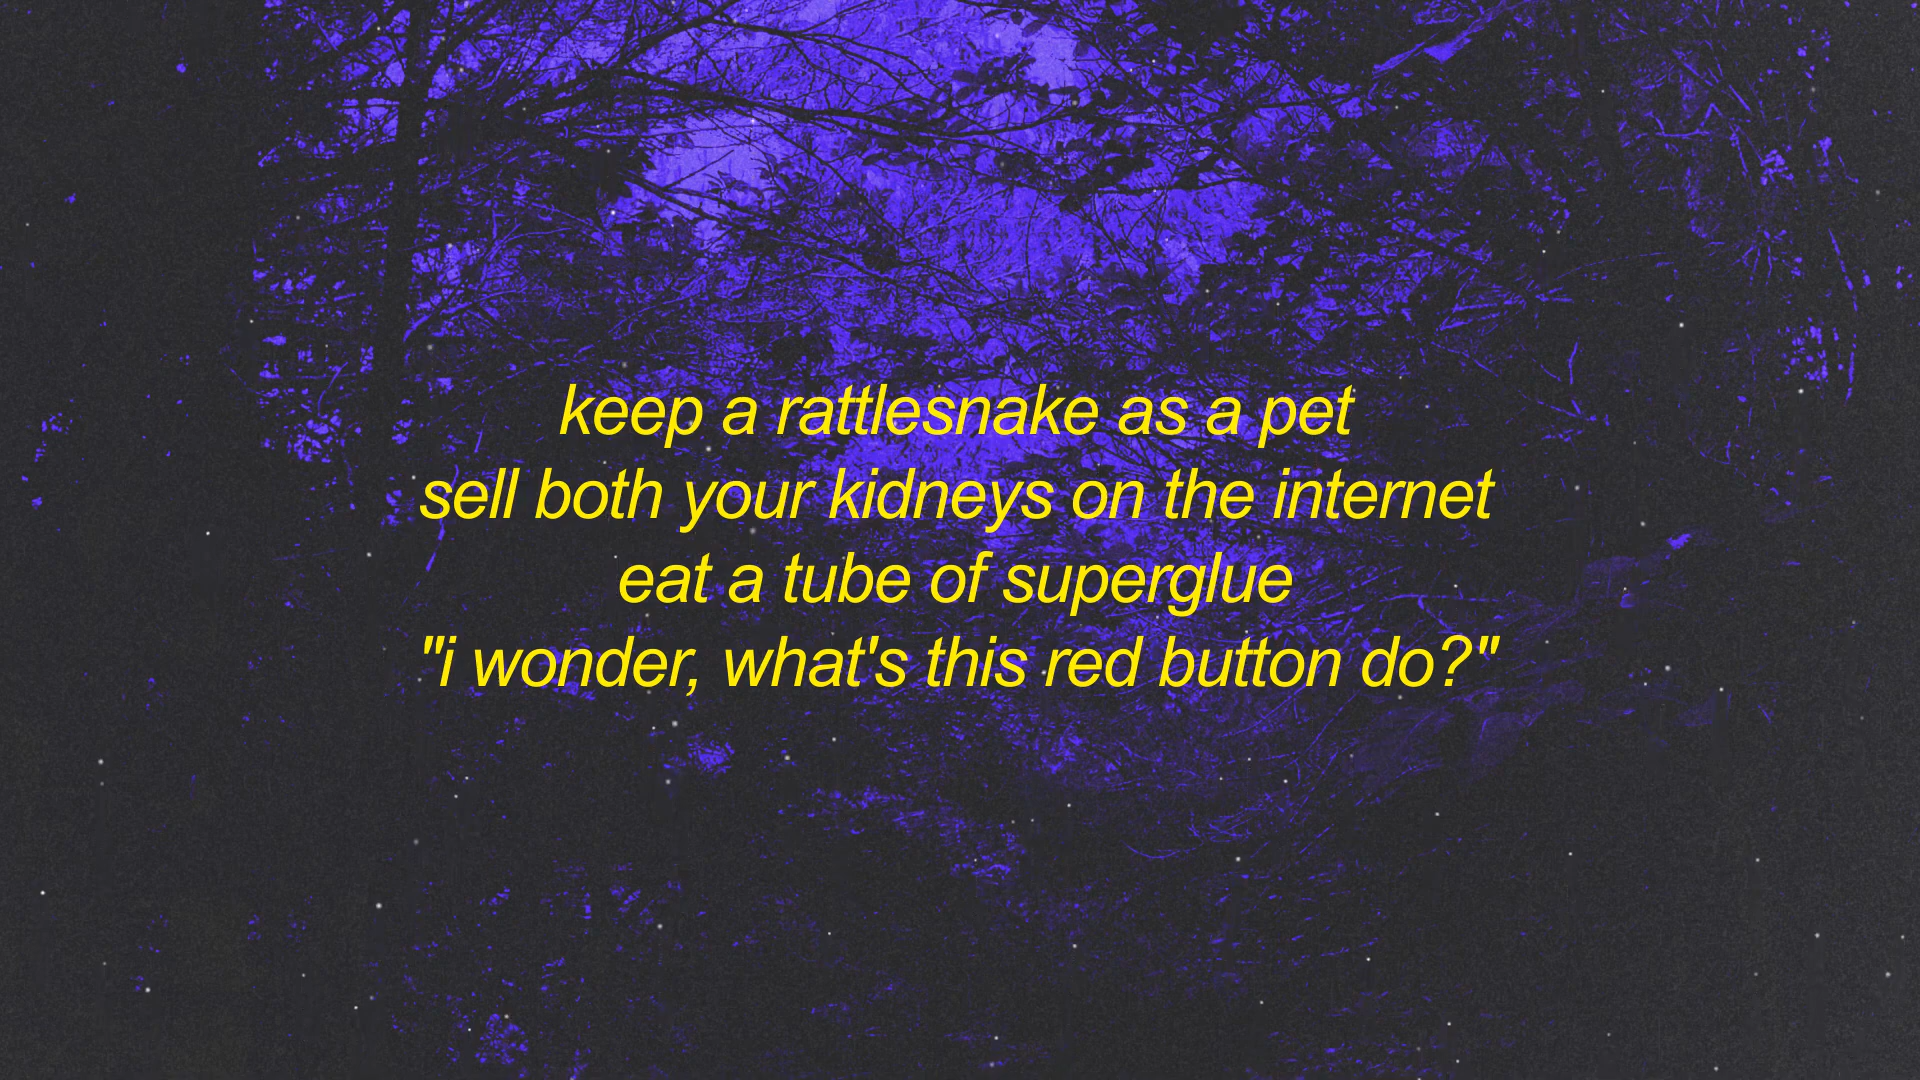 keep a rattlesnake as a pet
sell both your kidneys on the internet
eat a tube of superglue
"i wonder, what's this red button do?"